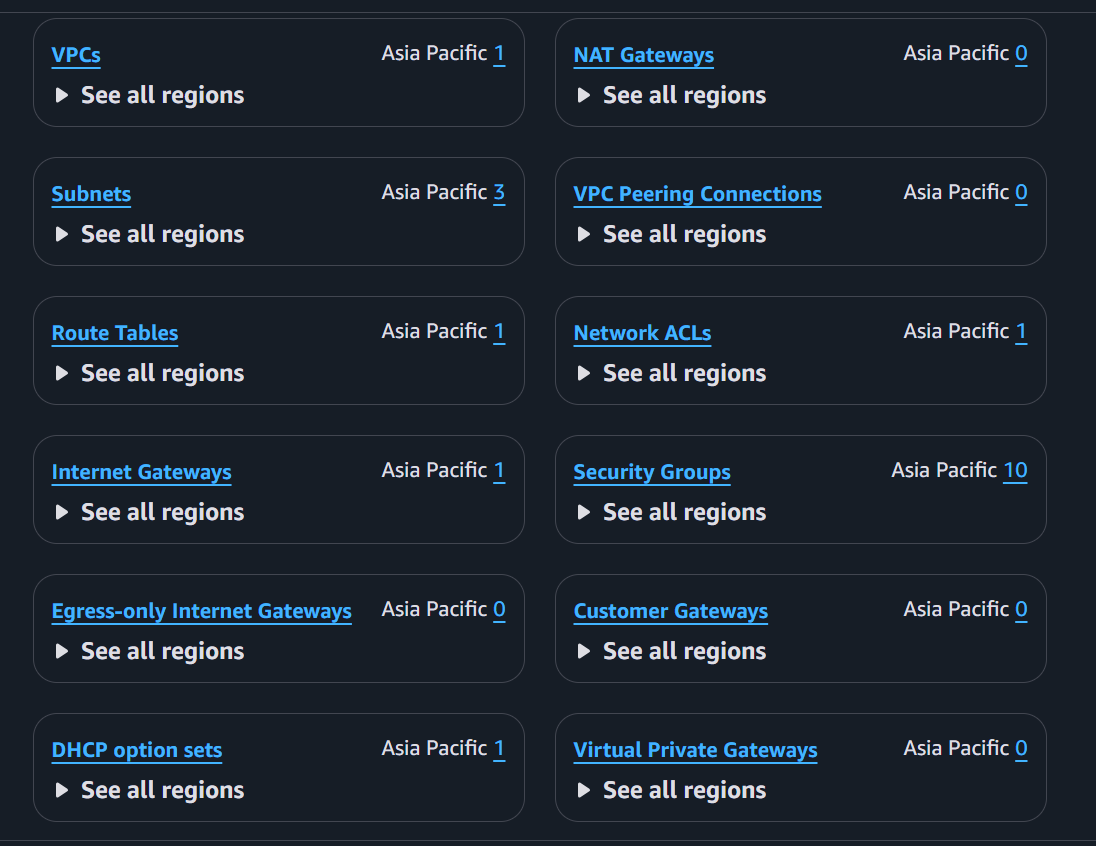 VPCs Asia Pacific 1
See all regions
NAT Gateways Asia Pacific 0
See all regions
Subnets Asia Pacific 3
See all regions
VPC Peering Connections Asia Pacific 0
See all regions
Route Tables Asia Pacific 1
See all regions
Network ACLs Asia Pacific 1
See all regions
Internet Gateways Asia Pacific 1
See all regions
Security Groups Asia Pacific 10
See all regions
Egress-only Internet Gateways Asia Pacific 0
See all regions
Customer Gateways Asia Pacific 0
See all regions
DHCP option sets Asia Pacific 1
See all regions
Virtual Private Gateways Asia Pacific 0
See all regions